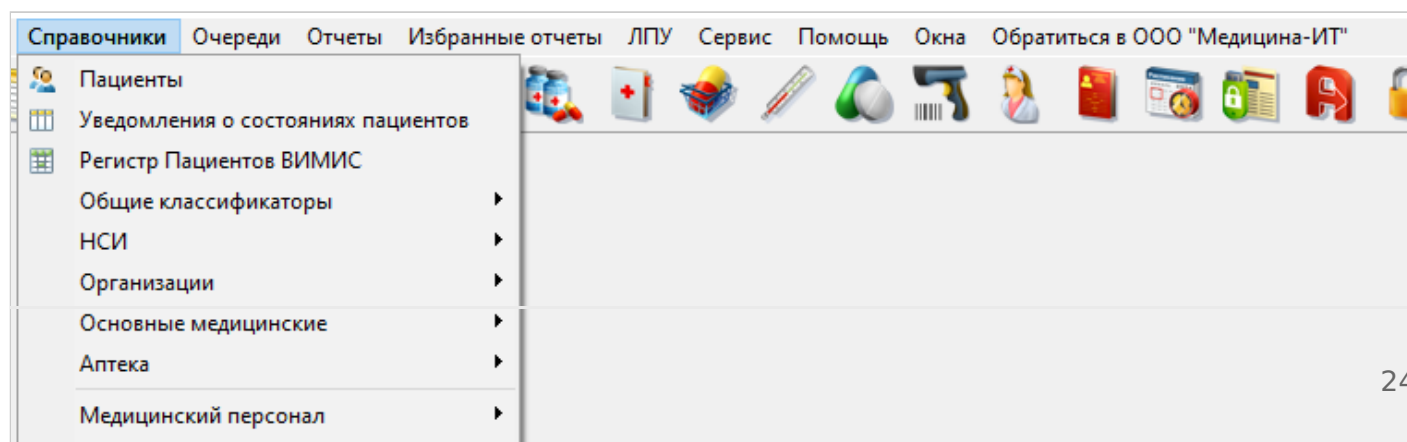 Справочники Очереди Отчеты Избранные отчеты ЛПУ Сервис Помощь Окна Обратиться в ООО "Медицина-ИТ"
Пациенты
Уведомления о состояниях пациентов
Регистр Пациентов ВИМИС
Общие классификаторы
НСИ
Организации
Основные медицинские
Аптека
24
Медицинский персонал